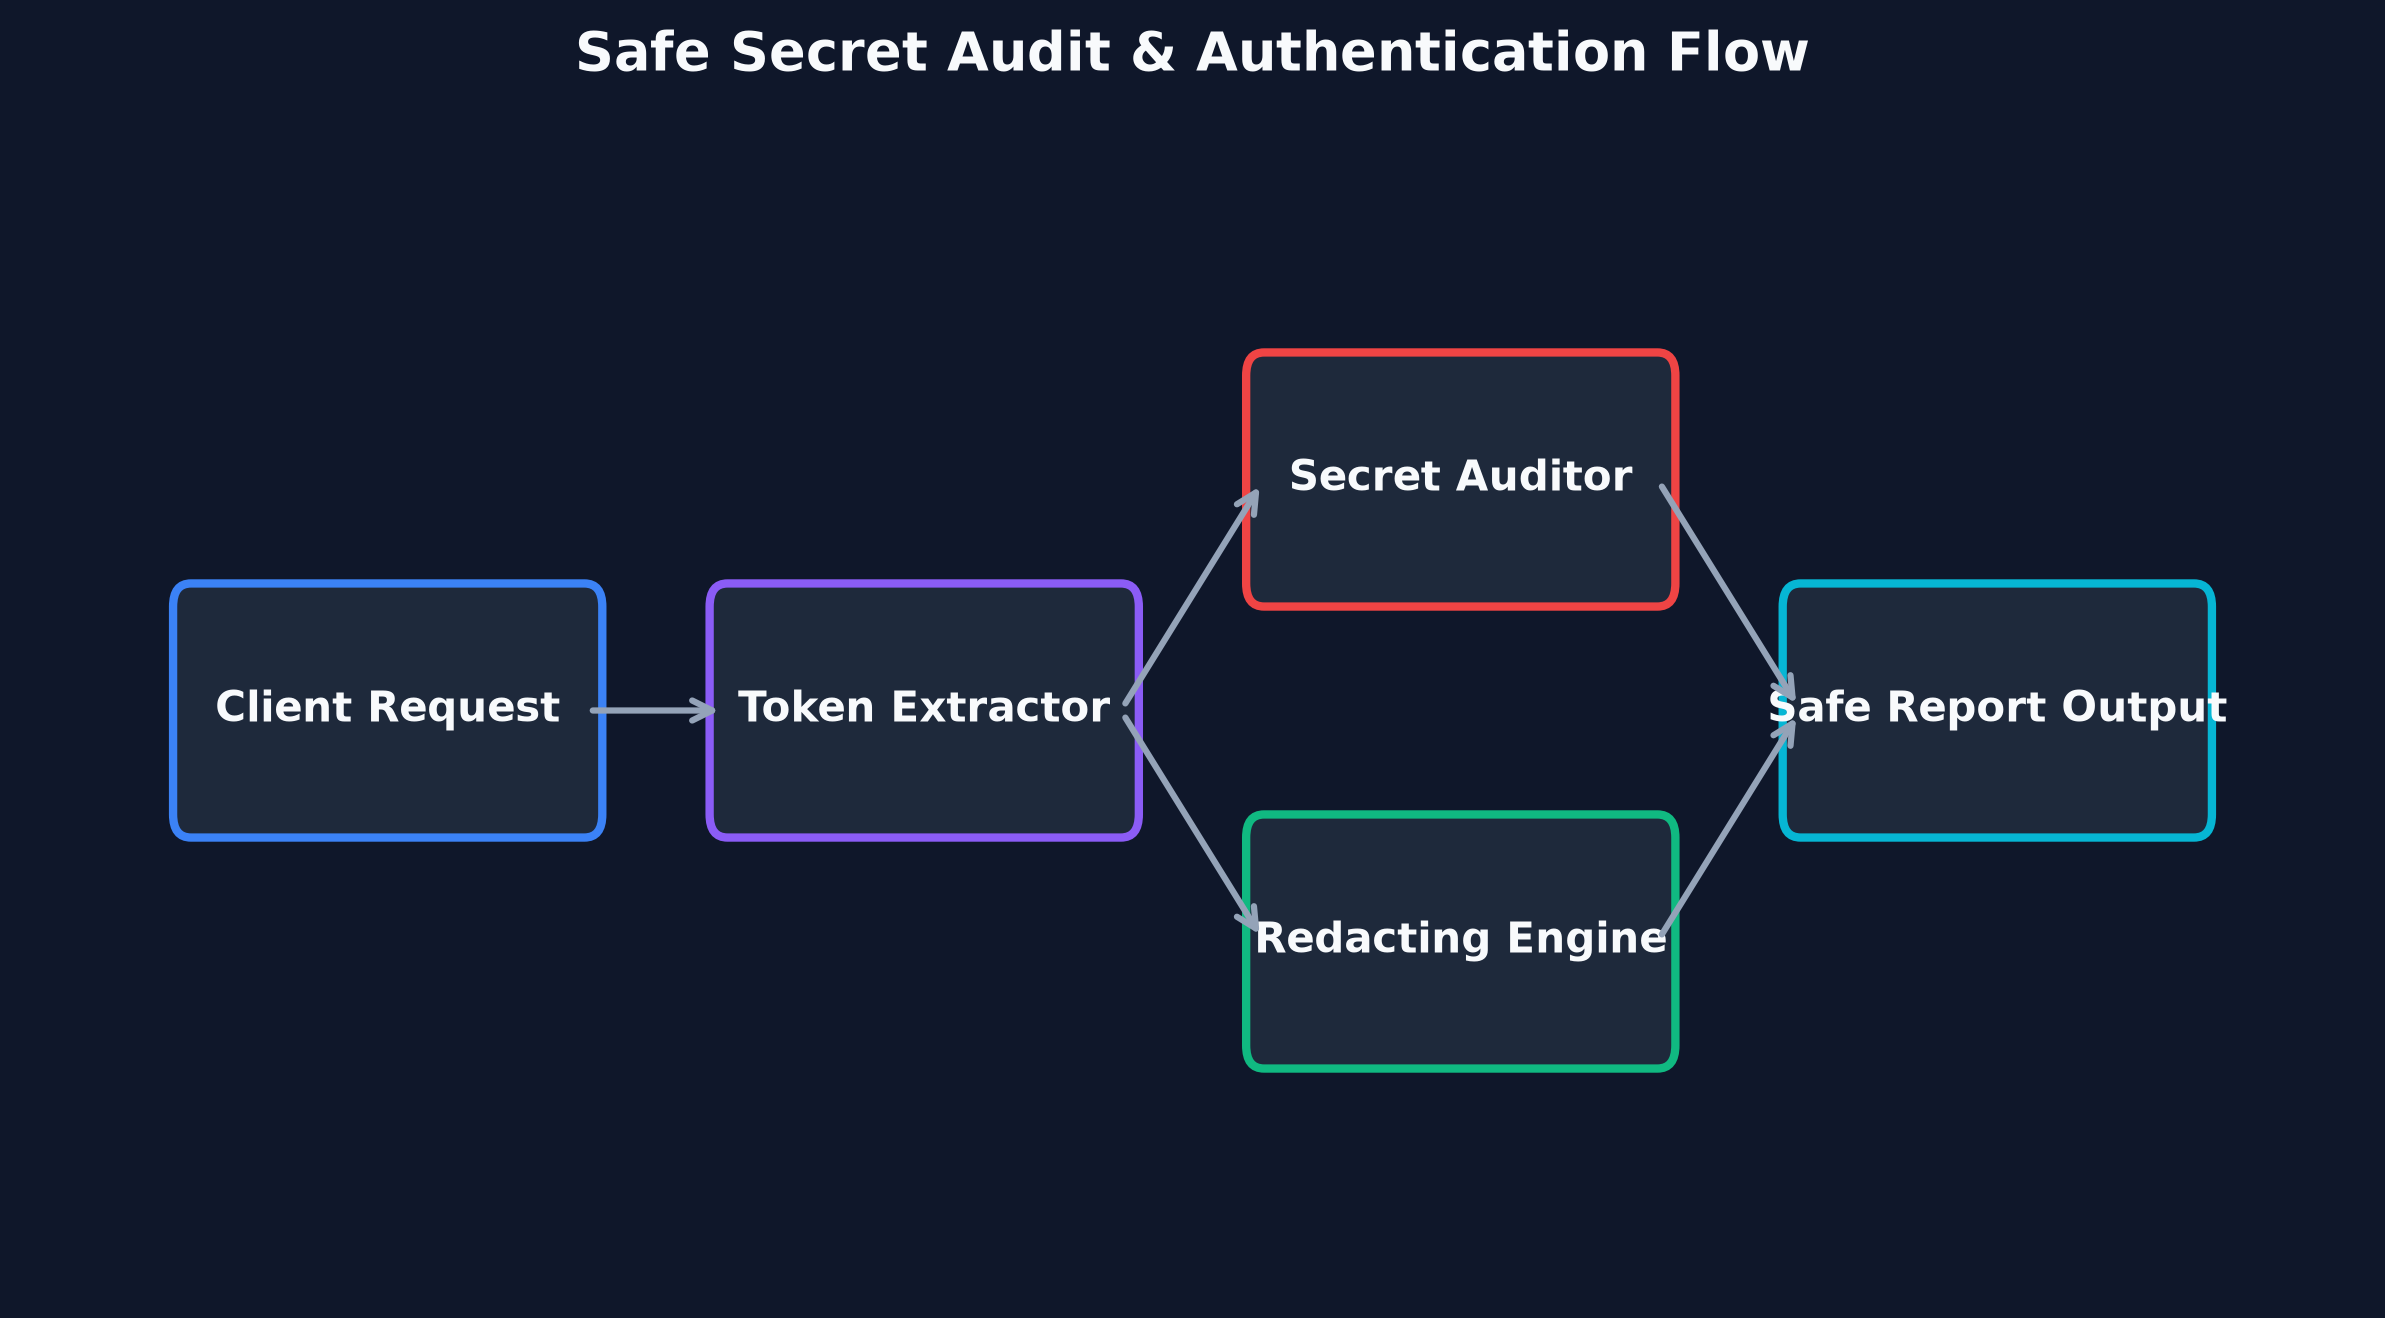 Safe Secret Audit & Authentication Flow
Secret Auditor
Client Request
Token Extractor
Safe Report Output
Redacting Engine